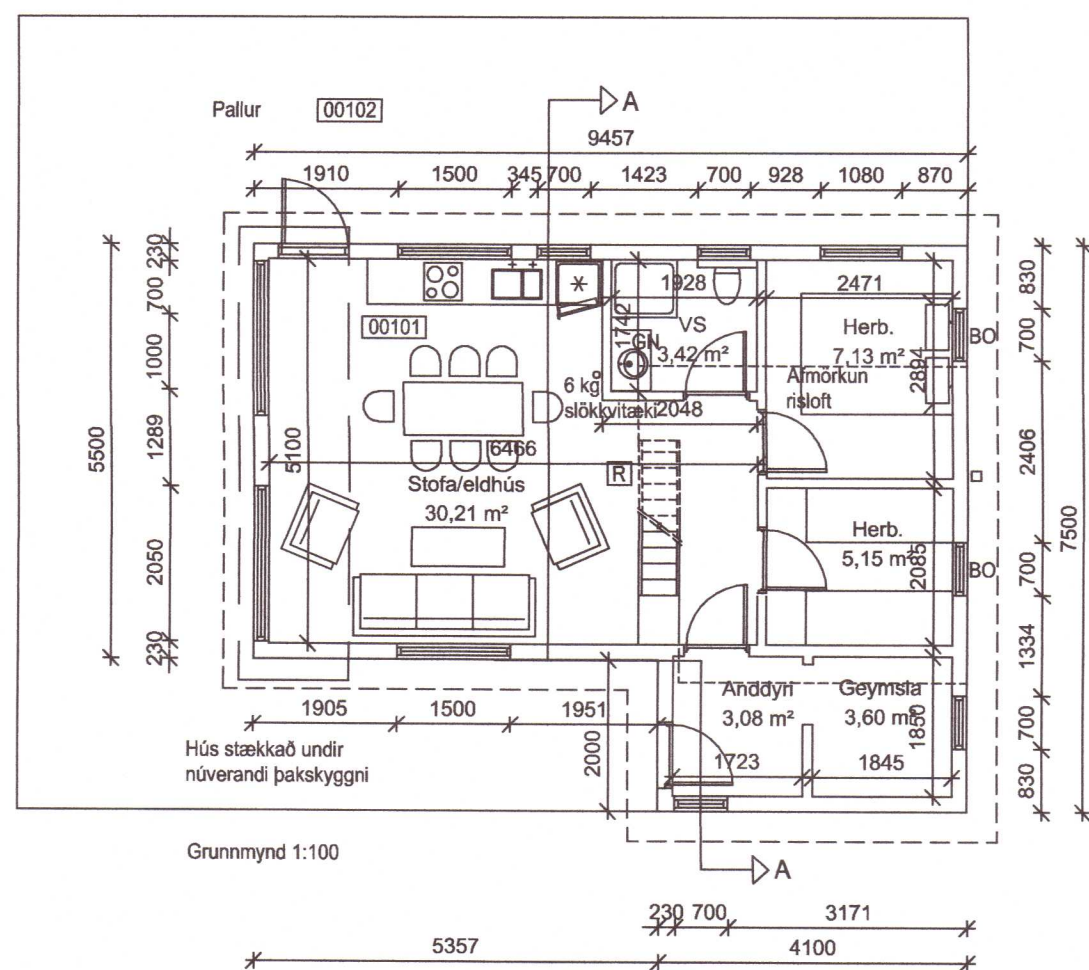 Pallur 00102
A
9457
1910 1500 345 700 1423 700 928 1080 870
230 700 1000 1289 2050 230
5500
5100
00101
1742
1928
VS
3,42 m²
GN
2471
Herb.
7,13 m²
2894
Afmörkun
risloft
BO
6 kg
slökkvitæki
2048
6466
Stofa/eldhús
30,21 m²
R
Herb.
5,15 m²
2085
BO
830 700 2406 700 1334 700 830
7500
Anddyri
3,08 m²
Geymsla
3,60 m²
1850
1723
1845
1905 1500 1951
2000
Hús stækkað undir
núverandi þakskyggni
Grunnmynd 1:100
A
230 700 3171
5357 4100